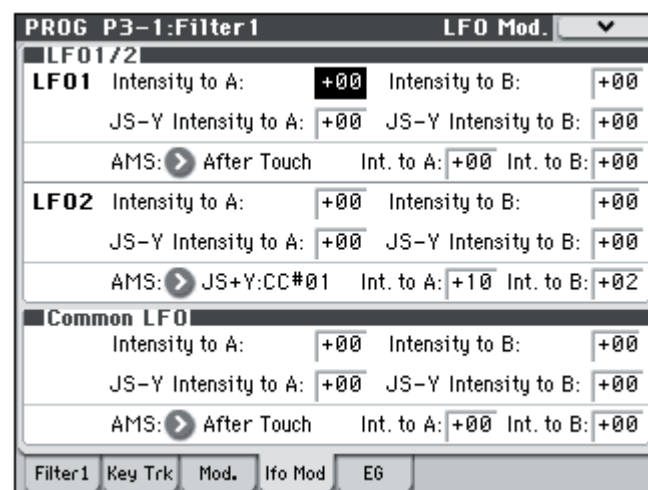 PROG P3-1:Filter1 LFO Mod.
LFO1/2
LFO1 Intensity to A: +00 Intensity to B: +00
JS-Y Intensity to A: +00 JS-Y Intensity to B: +00
AMS: After Touch Int. to A: +00 Int. to B: +00
LFO2 Intensity to A: +00 Intensity to B: +00
JS-Y Intensity to A: +00 JS-Y Intensity to B: +00
AMS: JS+Y:CC#01 Int. to A: +10 Int. to B: +02
Common LFO
Intensity to A: +00 Intensity to B: +00
JS-Y Intensity to A: +00 JS-Y Intensity to B: +00
AMS: After Touch Int. to A: +00 Int. to B: +00
Filter1 Key Trk Mod. lfo Mod EG